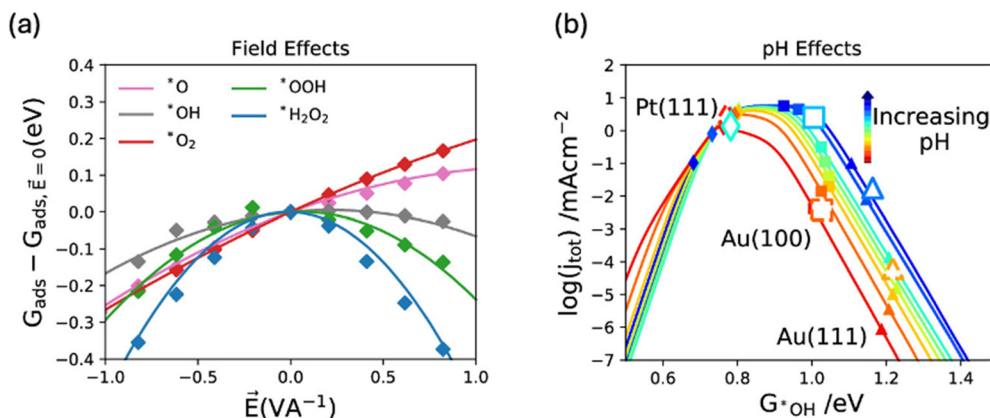 (a)
Field Effects
G_ads − G_ads, E⃗ = 0 (eV)
0.4
0.3
0.2
0.1
0.0
−0.1
−0.2
−0.3
−0.4
*O
*OH
*O₂
*OOH
*H₂O₂
−1.0
−0.5
0.0
0.5
1.0
E⃗(VA⁻¹)
(b)
pH Effects
log(j_tot) /mAcm⁻²
2
1
0
-1
-2
-3
-4
-5
-6
-7
Pt(111)
Increasing
pH
Au(100)
Au(111)
0.6
0.8
1.0
1.2
1.4
G*OH /eV